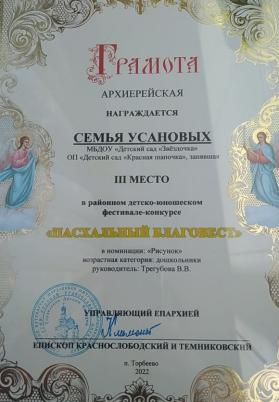 Грамота
АРХИЕРЕЙСКАЯ
НАГРАЖДАЕТСЯ
СЕМЬЯ УСАНОВЫХ
МБДОУ «Детский сад «Звёздочка»
ОП «Детский сад «Красная шапочка»,
III МЕСТО
в районном детско-юношеском
фестивале-конкурсе
«ПАСХАЛЬНЫЙ БЛАГОВЕСТ»
в номинации: «Рисунок»
возрастная категория: дошкольники
руководитель: Трегубова В.В.
УПРАВЛЯЮЩИЙ ЕПАРХИЕЙ
ЕПИСКОП КРАСНОСЛОБОДСКИЙ И ТЕМНИКОВСКИЙ
п. Торбеево
2022